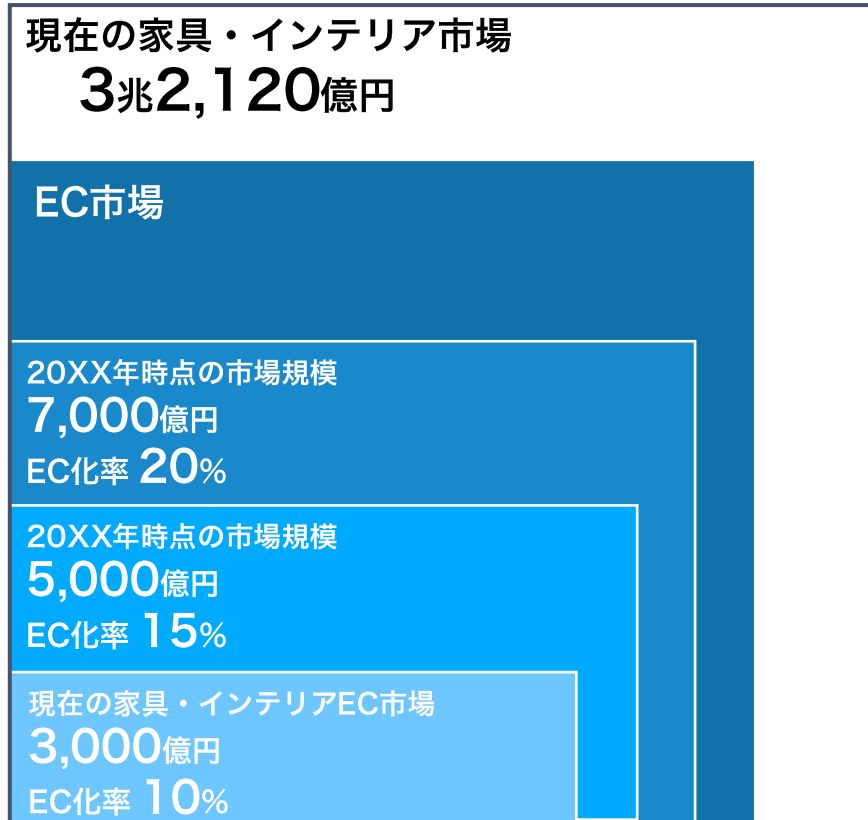 現在の家具・インテリア市場
3兆2,120億円
EC市場
20XX年時点の市場規模
7,000億円
EC化率 20%
20XX年時点の市場規模
5,000億円
EC化率 15%
現在の家具・インテリアEC市場
3,000億円
EC化率 10%